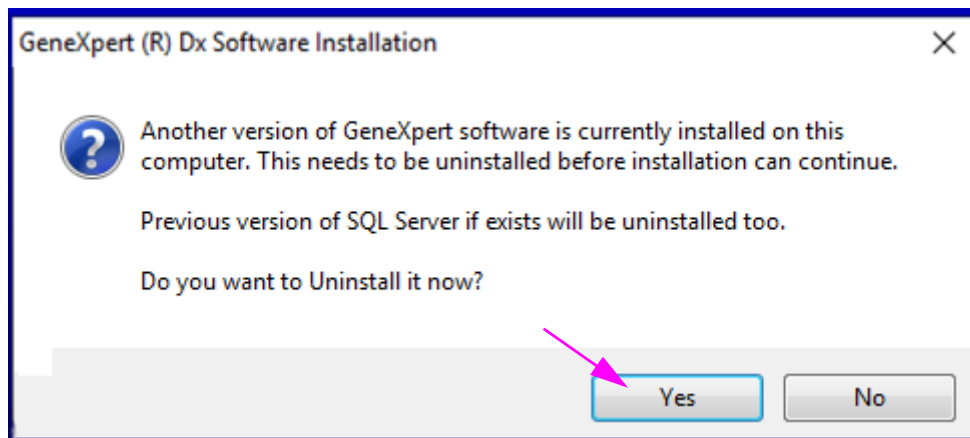 GeneXpert (R) Dx Software Installation
Another version of GeneXpert software is currently installed on this
computer. This needs to be uninstalled before installation can continue.
Previous version of SQL Server if exists will be uninstalled too.
Do you want to Uninstall it now?
Yes No